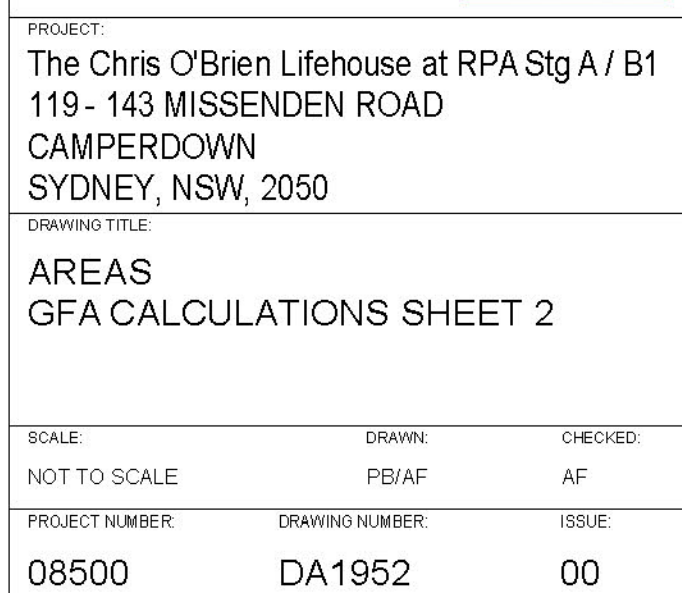 PROJECT:
The Chris O'Brien Lifehouse at RPA Stg A / B1
119 - 143 MISSENDEN ROAD
CAMPERDOWN
SYDNEY, NSW, 2050
DRAWING TITLE:
AREAS
GFA CALCULATIONS SHEET 2
SCALE: DRAWN: CHECKED:
NOT TO SCALE PB/AF AF
PROJECT NUMBER: DRAWING NUMBER: ISSUE:
08500 DA1952 00